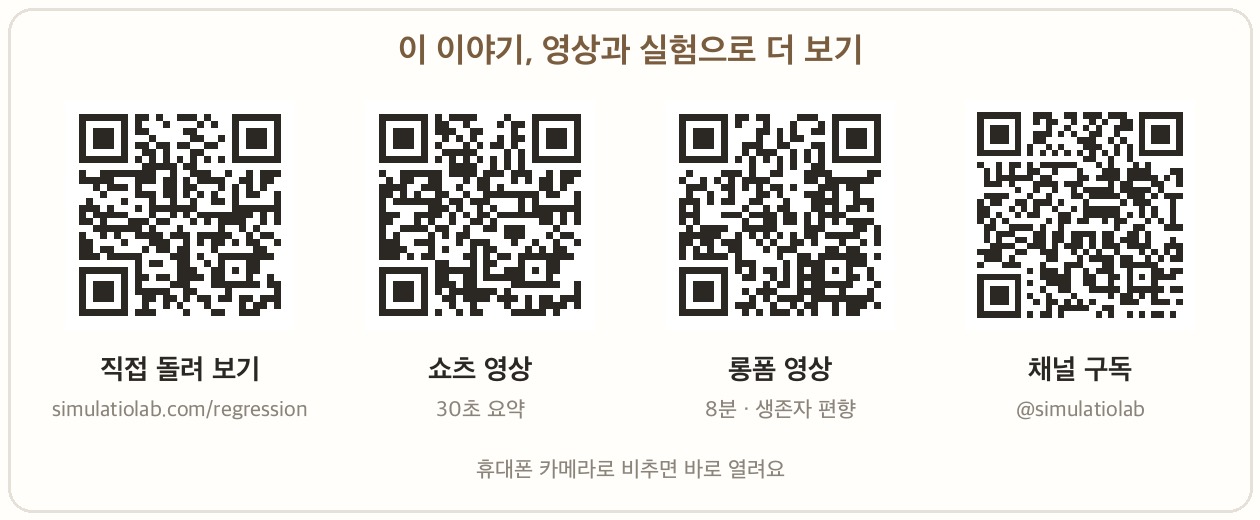 이 이야기, 영상과 실험으로 더 보기
직접 돌려 보기
simulatiolab.com/regression
쇼츠 영상
30초 요약
롱폼 영상
8분 · 생존자 편향
채널 구독
@simulatiolab
휴대폰 카메라로 비추면 바로 열려요